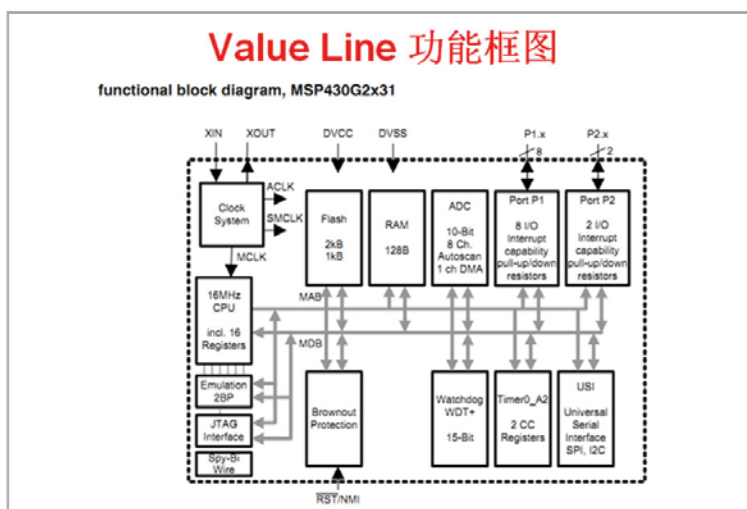 Value Line 功能框图
functional block diagram, MSP430G2x31
XIN
XOUT
DVCC
DVSS
P1.x
P2.x
8
2
Clock
System
ACLK
SMCLK
MCLK
Flash
2kB
1kB
RAM
128B
ADC
10-Bit
8 Ch.
Autoscan
1 ch DMA
Port P1
8 I/O
Interrupt
capability
pull-up/down
resistors
Port P2
2 I/O
Interrupt
capability
pull-up/down
resistors
16MHz
CPU
incl. 16
Registers
MAB
MDB
Emulation
2BP
JTAG
Interface
Spy-Bi
Wire
Brownout
Protection
Watchdog
WDT+
15-Bit
Timer0_A2
2 CC
Registers
USI
Universal
Serial
Interface
SPI, I2C
RST/NMI